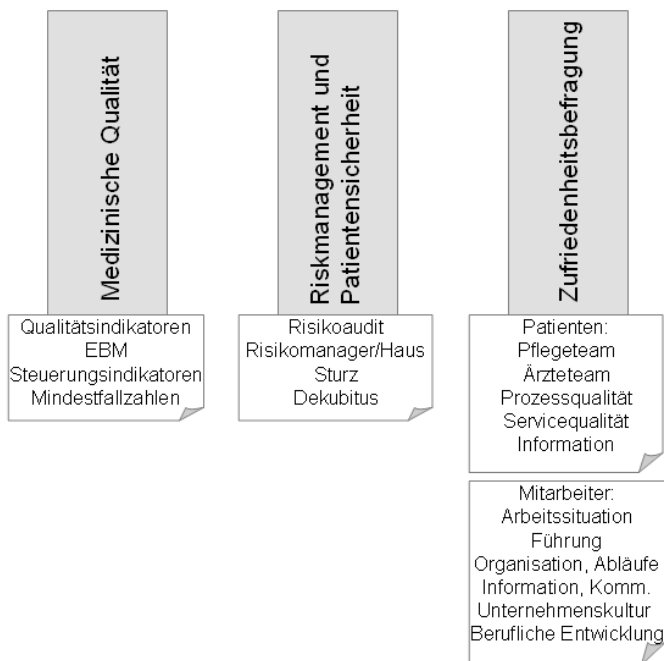 Medizinische Qualität
Qualitätsindikatoren
EBM
Steuerungsindikatoren
Mindestfallzahlen
Riskmanagement und
Patientensicherheit
Risikoaudit
Risikomanager/Haus
Sturz
Dekubitus
Zufriedenheitsbefragung
Patienten:
Pflegeteam
Ärzteteam
Prozessqualität
Servicequalität
Information
Mitarbeiter:
Arbeitssituation
Führung
Organisation, Abläufe
Information, Komm.
Unternehmenskultur
Berufliche Entwicklung